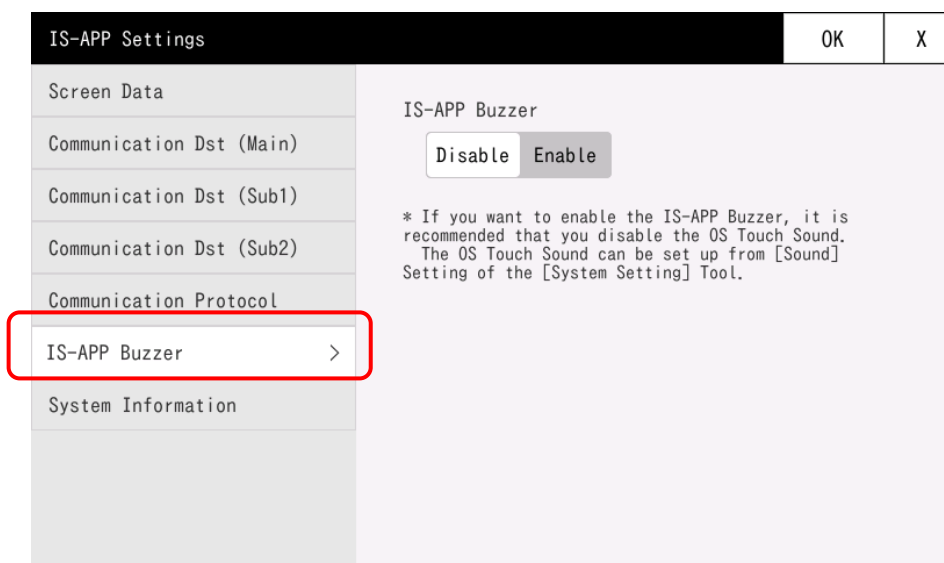 IS-APP Settings
OK
X
Screen Data
Communication Dst (Main)
Communication Dst (Sub1)
Communication Dst (Sub2)
Communication Protocol
IS-APP Buzzer >
System Information
IS-APP Buzzer
Disable Enable
* If you want to enable the IS-APP Buzzer, it is
recommended that you disable the OS Touch Sound.
The OS Touch Sound can be set up from [Sound]
Setting of the [System Setting] Tool.